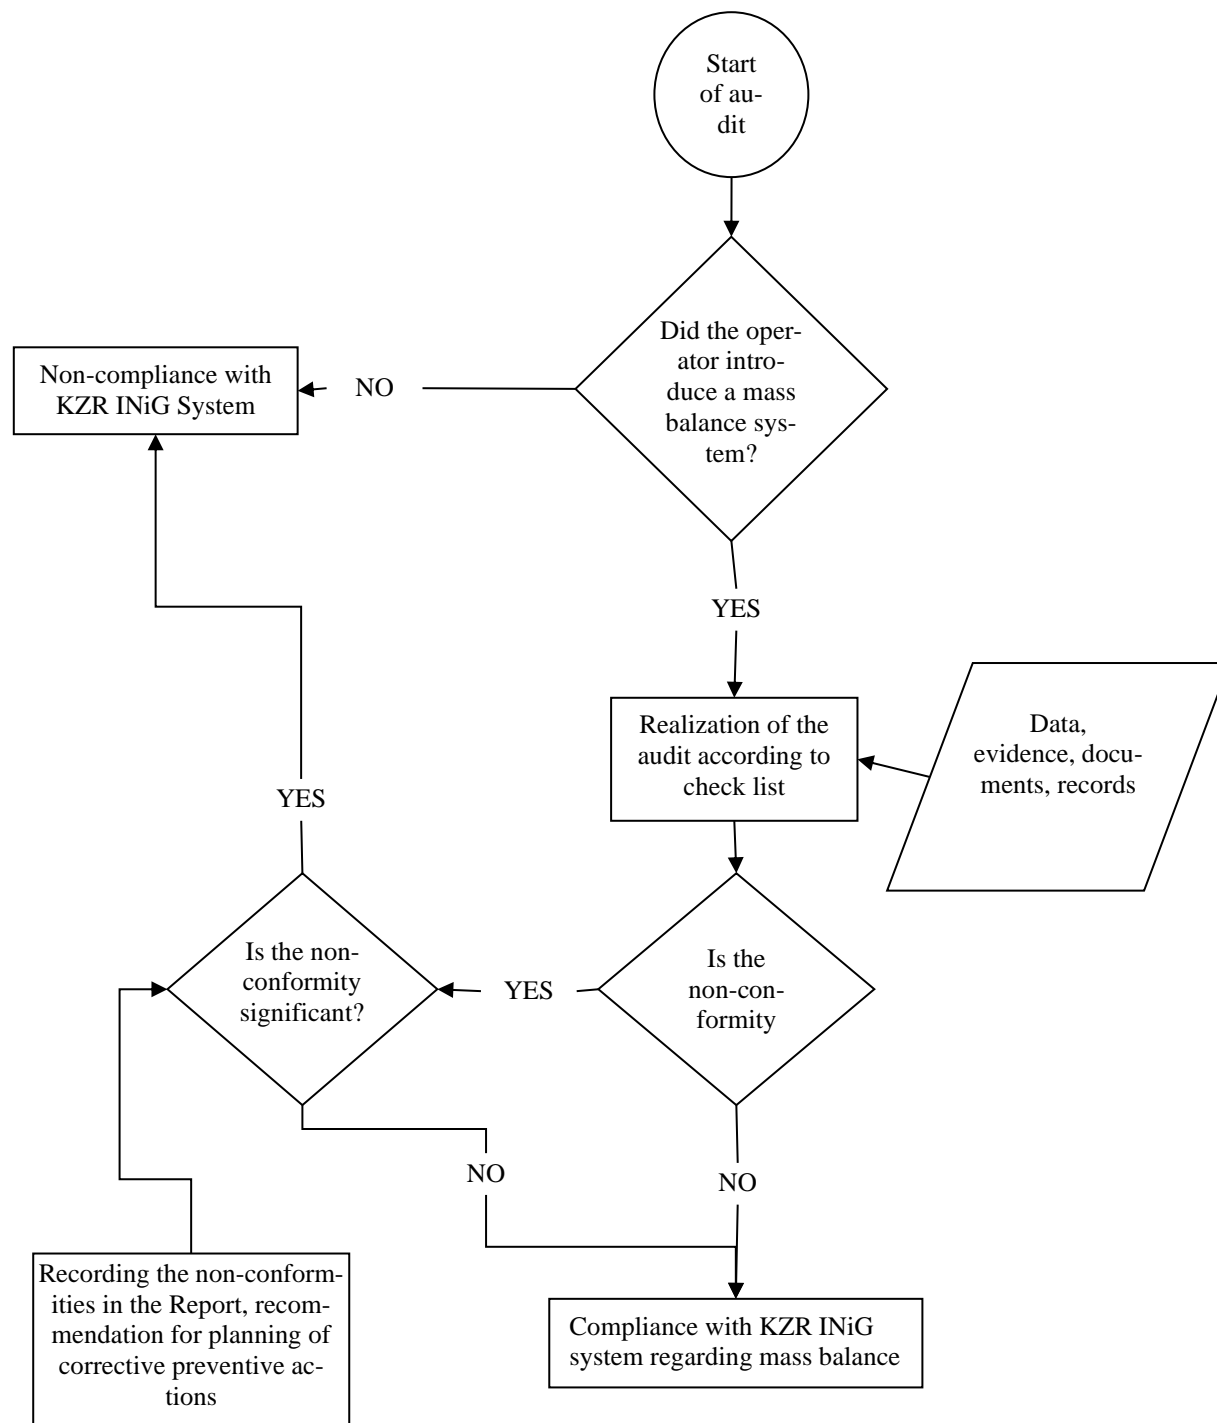 Start
of au-
dit
Did the oper-
ator intro-
duce a mass
balance sys-
tem?
NO
Non-compliance with
KZR INiG System
YES
Realization of the
audit according to
check list
Data,
evidence, docu-
ments, records
YES
Is the non-
conformity
significant?
YES
Is the
non-con-
formity
NO
NO
Recording the non-conform-
ities in the Report, recom-
mendation for planning of
corrective preventive ac-
tions
Compliance with KZR INiG
system regarding mass balance